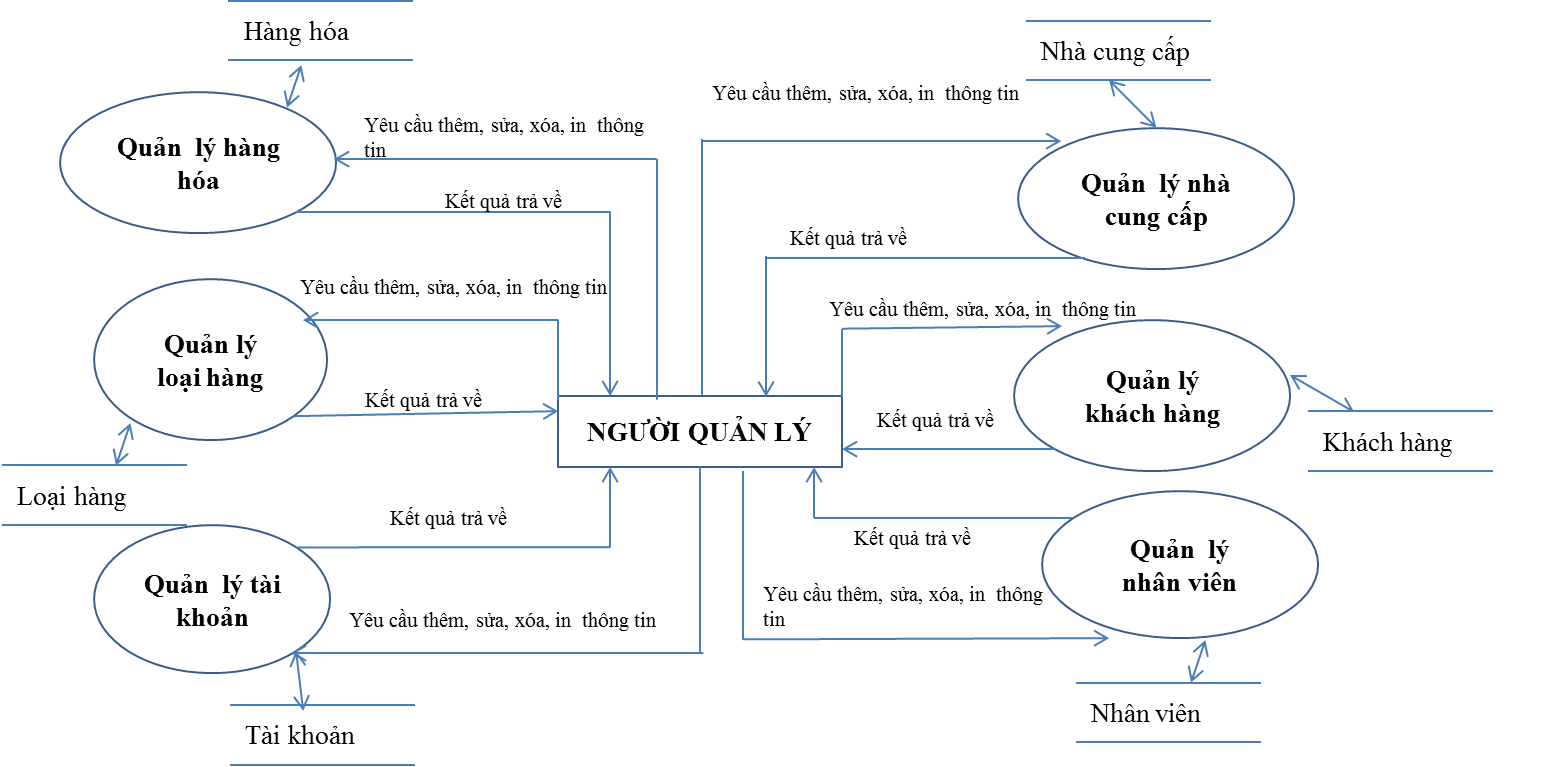 Hàng hóa
Nhà cung cấp
Yêu cầu thêm, sửa, xóa, in thông tin
Yêu cầu thêm, sửa, xóa, in thông
tin
Quản lý hàng
hóa
Quản lý nhà
cung cấp
Kết quả trả về
Kết quả trả về
Yêu cầu thêm, sửa, xóa, in thông tin
Yêu cầu thêm, sửa, xóa, in thông tin
Quản lý
loại hàng
Quản lý
khách hàng
Kết quả trả về
Kết quả trả về
NGƯỜI QUẢN LÝ
Khách hàng
Loại hàng
Kết quả trả về
Kết quả trả về
Quản lý
nhân viên
Quản lý tài
khoản
Yêu cầu thêm, sửa, xóa, in thông
tin
Yêu cầu thêm, sửa, xóa, in thông tin
Nhân viên
Tài khoản